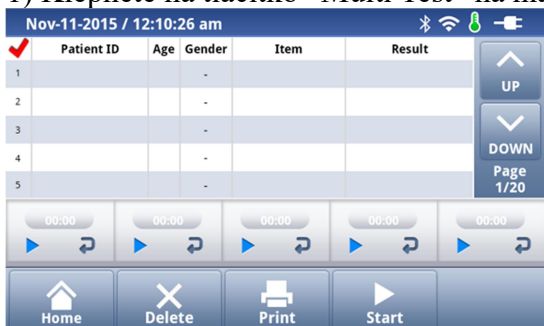 Nov-11-2015 / 12:10:26 am
Patient ID Age Gender Item Result
UP
1 -
2 -
3 -
DOWN
4 -
Page
5 -
1/20
00:00 00:00 00:00 00:00 00:00
Home Delete Print Start